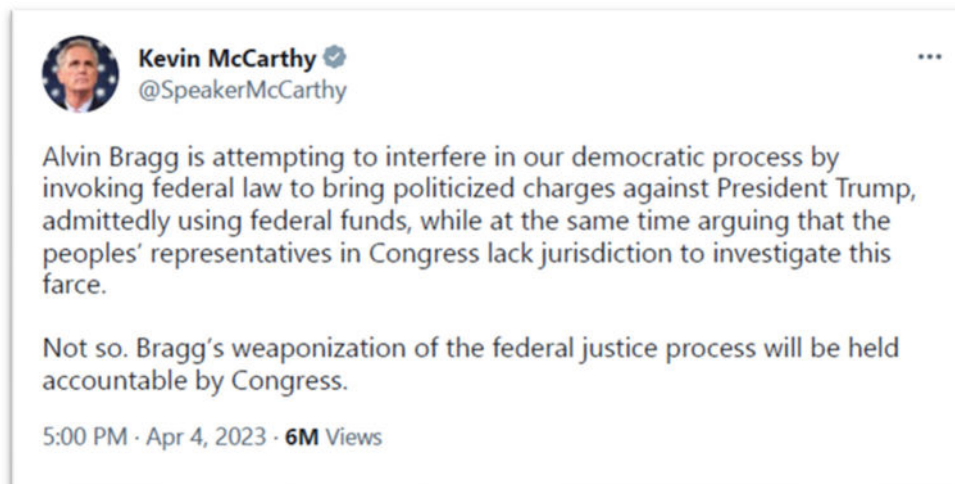 Kevin McCarthy
@SpeakerMcCarthy
Alvin Bragg is attempting to interfere in our democratic process by
invoking federal law to bring politicized charges against President Trump,
admittedly using federal funds, while at the same time arguing that the
peoples' representatives in Congress lack jurisdiction to investigate this
farce.
Not so. Bragg's weaponization of the federal justice process will be held
accountable by Congress.
5:00 PM · Apr 4, 2023 · 6M Views